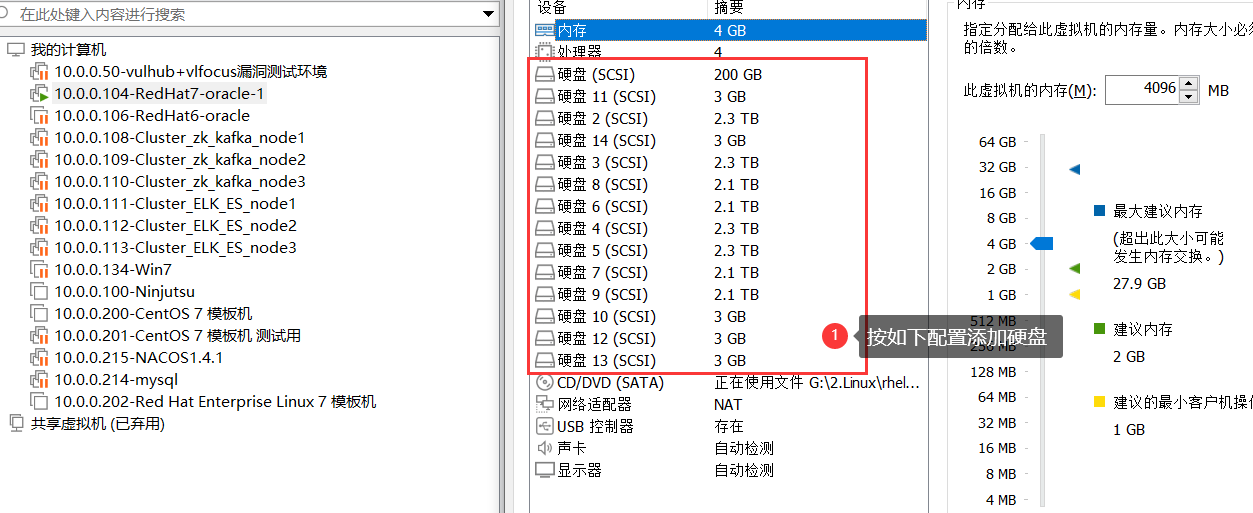 在此处键入内容进行搜索
我的计算机
10.0.0.50-vulhub+vlfocus漏洞测试环境
10.0.0.104-RedHat7-oracle-1
10.0.0.106-RedHat6-oracle
10.0.0.108-Cluster_zk_kafka_node1
10.0.0.109-Cluster_zk_kafka_node2
10.0.0.110-Cluster_zk_kafka_node3
10.0.0.111-Cluster_ELK_ES_node1
10.0.0.112-Cluster_ELK_ES_node2
10.0.0.113-Cluster_ELK_ES_node3
10.0.0.134-Win7
10.0.0.100-Ninjutsu
10.0.0.200-CentOS 7 模板机
10.0.0.201-CentOS 7 模板机 测试用
10.0.0.215-NACOS1.4.1
10.0.0.214-mysql
10.0.0.202-Red Hat Enterprise Linux 7 模板机
共享虚拟机 (已弃用)
设备 摘要
内存 4 GB
处理器 4
硬盘 (SCSI) 200 GB
硬盘 11 (SCSI) 3 GB
硬盘 2 (SCSI) 2.3 TB
硬盘 14 (SCSI) 3 GB
硬盘 3 (SCSI) 2.3 TB
硬盘 8 (SCSI) 2.1 TB
硬盘 6 (SCSI) 2.1 TB
硬盘 4 (SCSI) 2.3 TB
硬盘 5 (SCSI) 2.3 TB
硬盘 7 (SCSI) 2.1 TB
硬盘 9 (SCSI) 2.1 TB
硬盘 10 (SCSI) 3 GB
硬盘 12 (SCSI) 3 GB
硬盘 13 (SCSI) 3 GB
CD/DVD (SATA) 正在使用文件 G:\2.Linux\rhel...
网络适配器 NAT
USB 控制器 存在
声卡 自动检测
显示器 自动检测
1 按如下配置添加硬盘
内存
指定分配给此虚拟机的内存量。内存大小必须
的倍数。
此虚拟机的内存(M): 4096 MB
64 GB
32 GB
16 GB
8 GB
4 GB
2 GB
1 GB
512 MB
256 MB
128 MB
64 MB
32 MB
16 MB
8 MB
4 MB
最大建议内存
(超出此大小可能
发生内存交换。)
27.9 GB
建议内存
2 GB
建议的最小客户机操作
1 GB